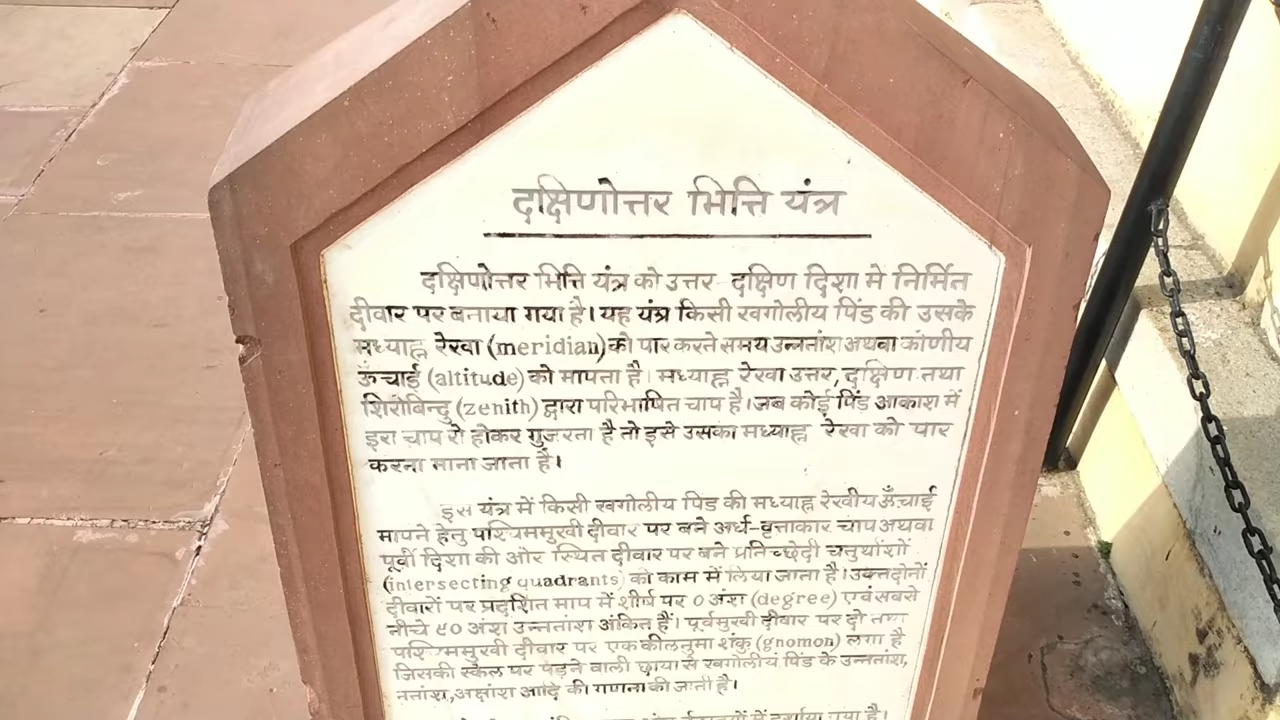 दक्षिणोत्तर भित्ति यंत्र
दक्षिणोत्तर भित्ति यंत्र को उत्तर-दक्षिण दिशा मे निर्मित
दीवार पर बनाया गया है। यह यंत्र किसी खगोलीय पिंड की उसके
मध्याह्न रेखा (meridian) को पार करते समय उन्नतांश अथवा कोणीय
ऊंचाई (altitude) को मापता है। मध्याह्न रेखा उत्तर, दक्षिण तथा
शिरोबिन्दु (zenith) द्वारा परिभाषित चाप है। जब कोई पिंड आकाश में
इस चाप से होकर गुजरता है तो इसे उसका मध्याह्न रेखा को पार
करना माना जाता है।
इस यंत्र में किसी खगोलीय पिंड की मध्याह्न रेखीय ऊँचाई
मापने हेतु पश्चिममुखी दीवार पर बने अर्ध-वृत्ताकार चाप अथवा
पूर्वी दिशा की ओर स्थित दीवार पर बने प्रतिच्छेदी चतुर्थांशों
(intersecting quadrants) को काम में लिया जाता है। उक्त दोनों
दीवारों पर प्रदर्शित माप में शीर्ष पर 0 अंश (degree) एवं सबसे
नीचे ९० अंश उन्नतांश अंकित हैं। पूर्वमुखी दीवार पर दो तथा
पश्चिममुखी दीवार पर एक कीलनुमा शंकु (gnomon) लगा है
जिसकी स्केल पर पड़ने वाली छाया से खगोलीय पिंड के उन्नतांश,
नतांश, अक्षांश आदि की गणना की जाती है।
में दर्शाया गया है।